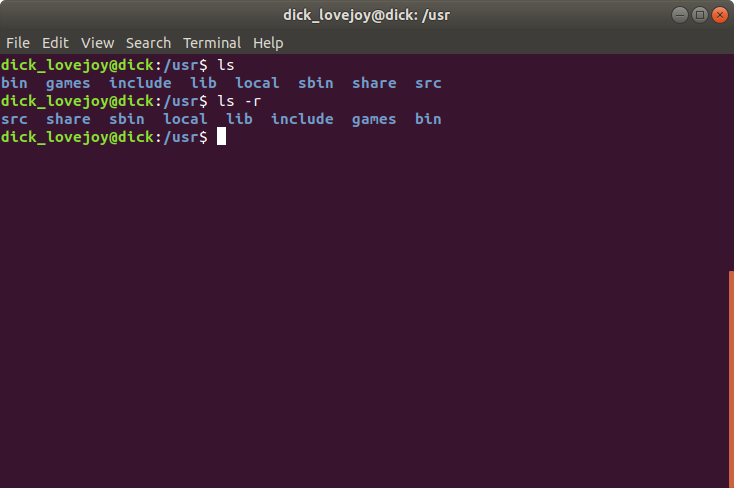 dick_lovejoy@dick: /usr
File Edit View Search Terminal Help
dick_lovejoy@dick:/usr$ ls
bin games include lib local sbin share src
dick_lovejoy@dick:/usr$ ls -r
src share sbin local lib include games bin
dick_lovejoy@dick:/usr$